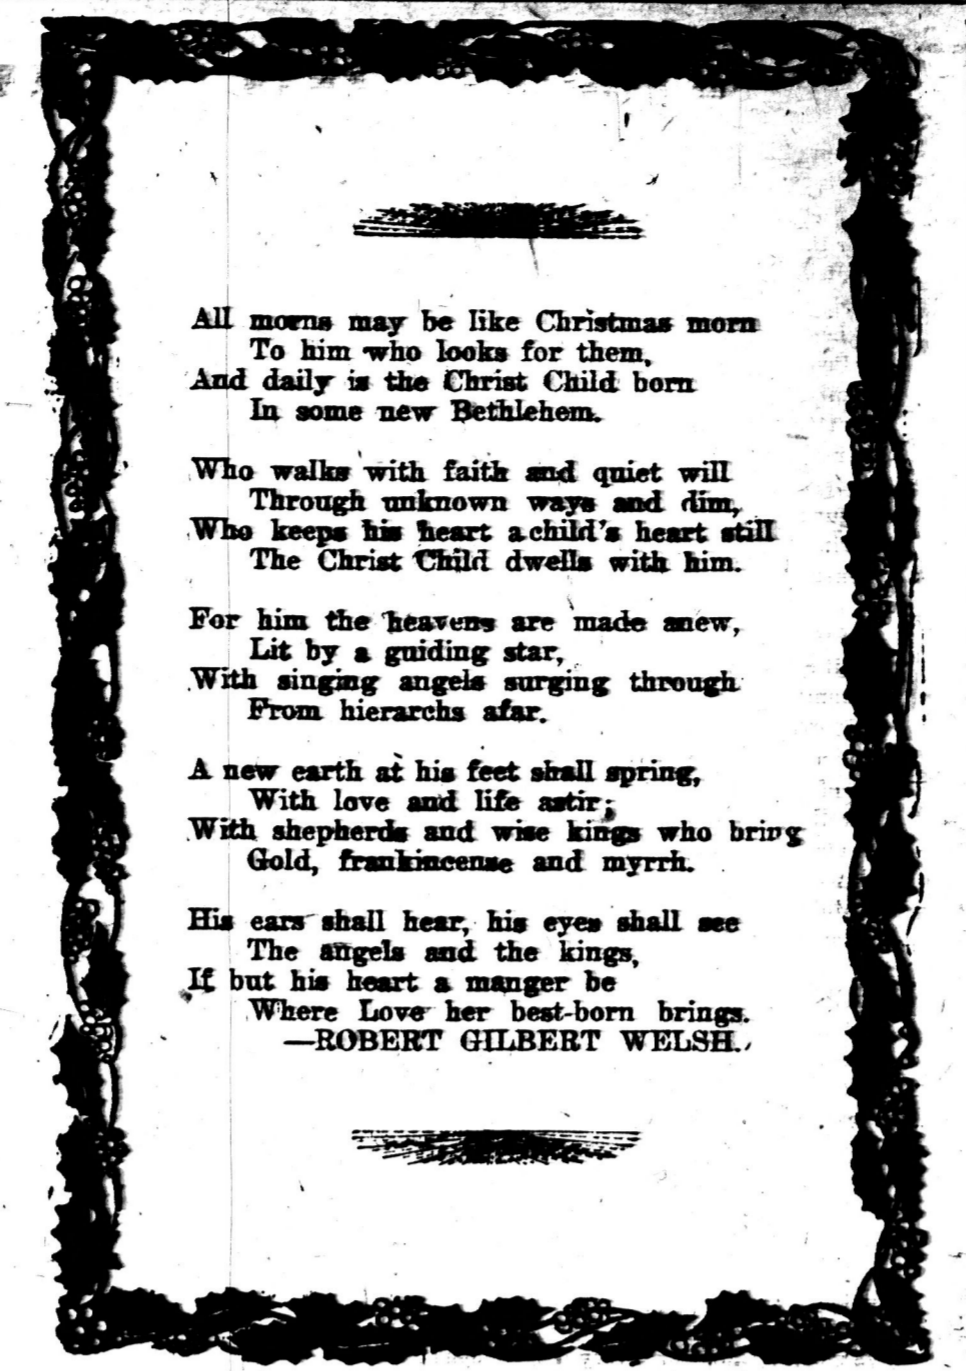 All morns may be like Christmas morn
To him who looks for them,
And daily is the Christ Child born
In some new Bethlehem.
Who walks with faith and quiet will
Through unknown ways and dim,
Who keeps his heart a child's heart still
The Christ Child dwells with him.
For him the heavens are made anew,
Lit by a guiding star,
With singing angels surging through
From hierarchs afar.
A new earth at his feet shall spring,
With love and life astir;
With shepherds and wise kings who bring
Gold, frankincense and myrrh.
His ears shall hear, his eyes shall see
The angels and the kings,
If but his heart a manger be
Where Love her best-born brings.
—ROBERT GILBERT WELSH.